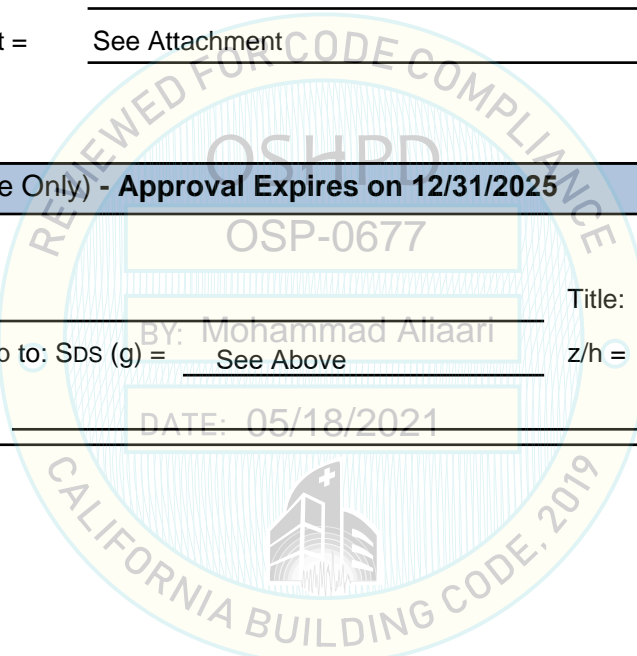 t = See Attachment
REVIEWED FOR CODE COMPLIANCE
OSHPD
e Only) - Approval Expires on 12/31/2025
OSP-0677
Title:
BY: Mohammad Aliaari
o to: SDS (g) = See Above z/h =
DATE: 05/18/2021
CALIFORNIA BUILDING CODE, 2019